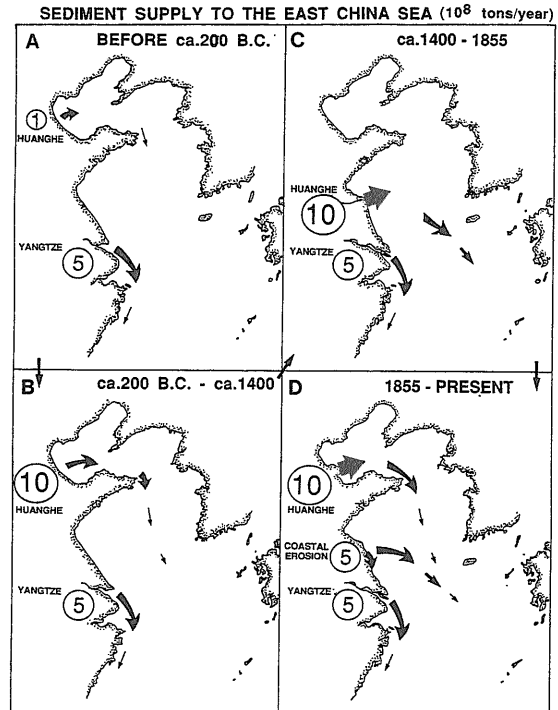 SEDIMENT SUPPLY TO THE EAST CHINA SEA (10⁸ tons/year)
A
BEFORE ca.200 B.C.
1
HUANGHE
YANGTZE
5
C
ca.1400 - 1855
HUANGHE
10
YANGTZE
5
B
ca.200 B.C. - ca.1400
10
HUANGHE
YANGTZE
5
D
1855 - PRESENT
10
HUANGHE
COASTAL
EROSION
5
YANGTZE
5